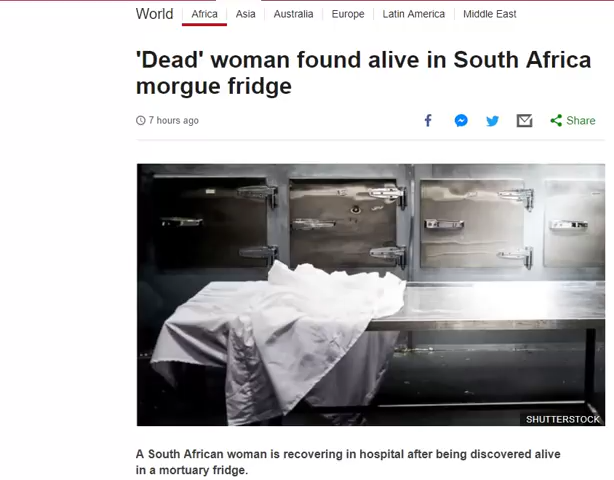 World Africa Asia Australia Europe Latin America Middle East
'Dead' woman found alive in South Africa
morgue fridge
7 hours ago
Share
SHUTTERSTOCK
A South African woman is recovering in hospital after being discovered alive
in a mortuary fridge.